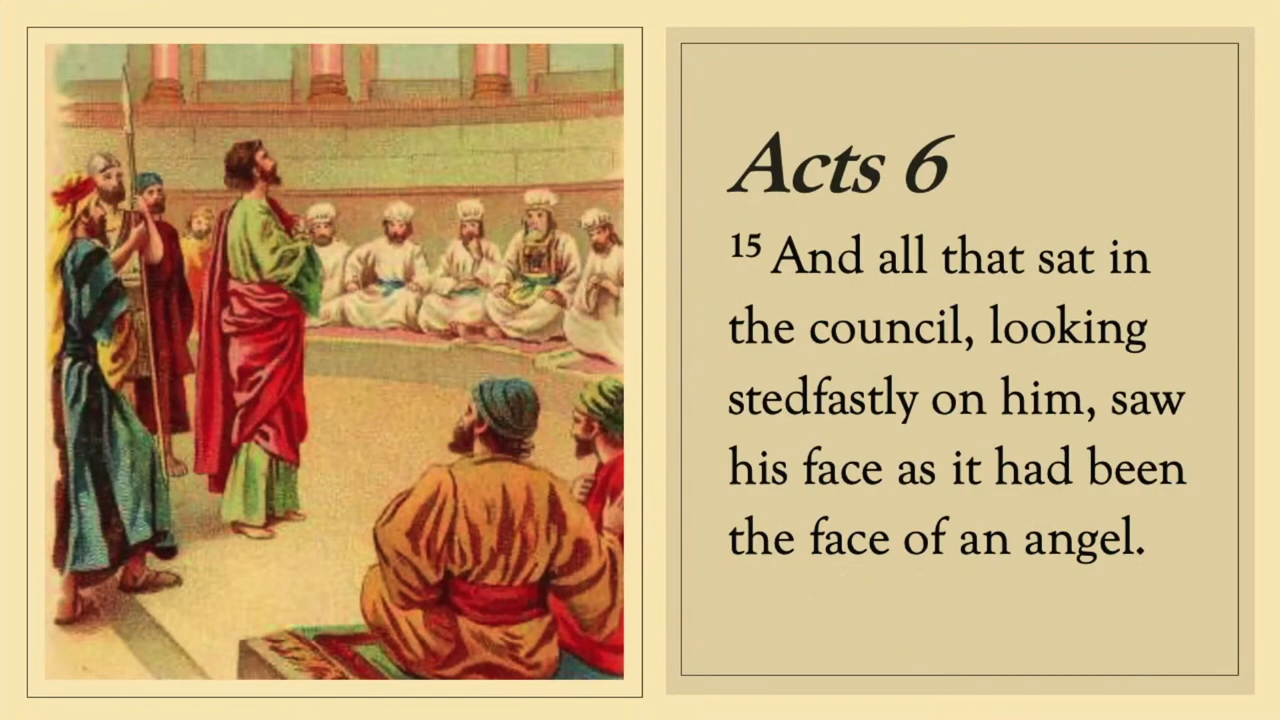 Acts 6
15 And all that sat in
the council, looking
stedfastly on him, saw
his face as it had been
the face of an angel.